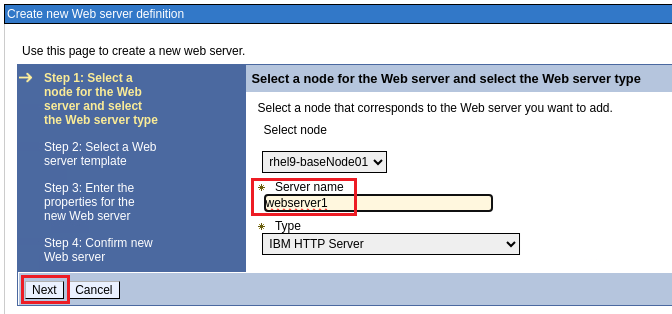 Create new Web server definition
Use this page to create a new web server.
Step 1: Select a
node for the Web
server and select
the Web server type
Step 2: Select a Web
server template
Step 3: Enter the
properties for the
new Web server
Step 4: Confirm new
Web server
Select a node for the Web server and select the Web server type
Select a node that corresponds to the Web server you want to add.
Select node
rhel9-baseNode01
* Server name
webserver1
* Type
IBM HTTP Server
Next Cancel